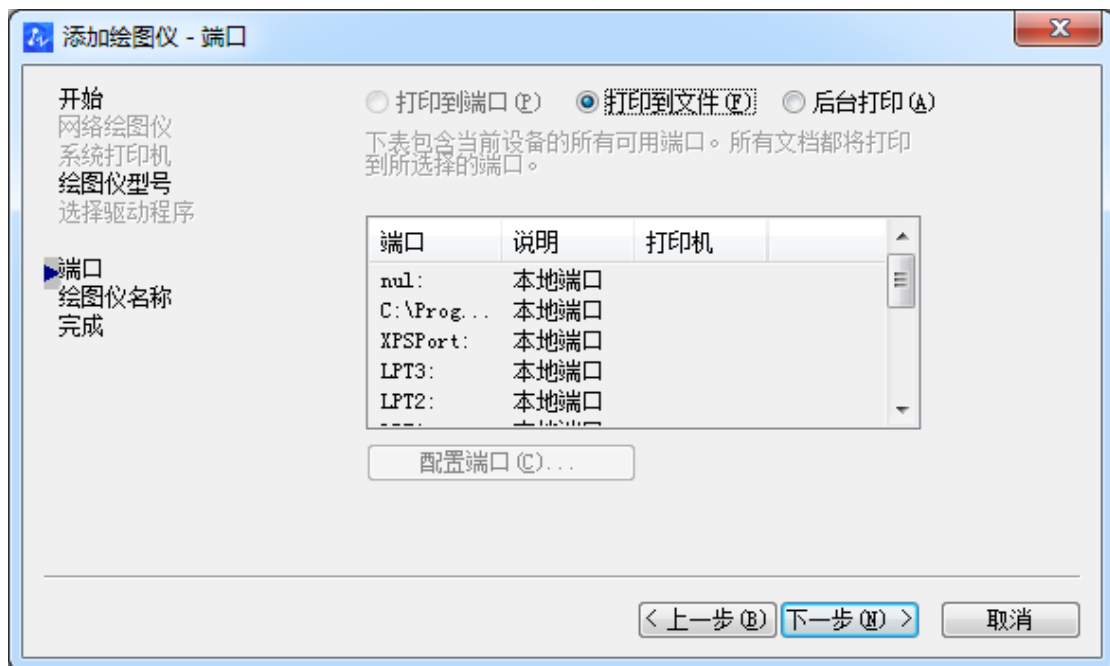 添加绘图仪 - 端口
开始
网络绘图仪
系统打印机
绘图仪型号
选择驱动程序
端口
绘图仪名称
完成
打印到端口(P) 打印到文件(F) 后台打印(A)
下表包含当前设备的所有可用端口。所有文档都将打印
到所选择的端口。
端口 说明 打印机
nul: 本地端口
C:\Prog... 本地端口
XPSPort: 本地端口
LPT3: 本地端口
LPT2: 本地端口
配置端口(C)...
< 上一步(B) 下一步(N) > 取消